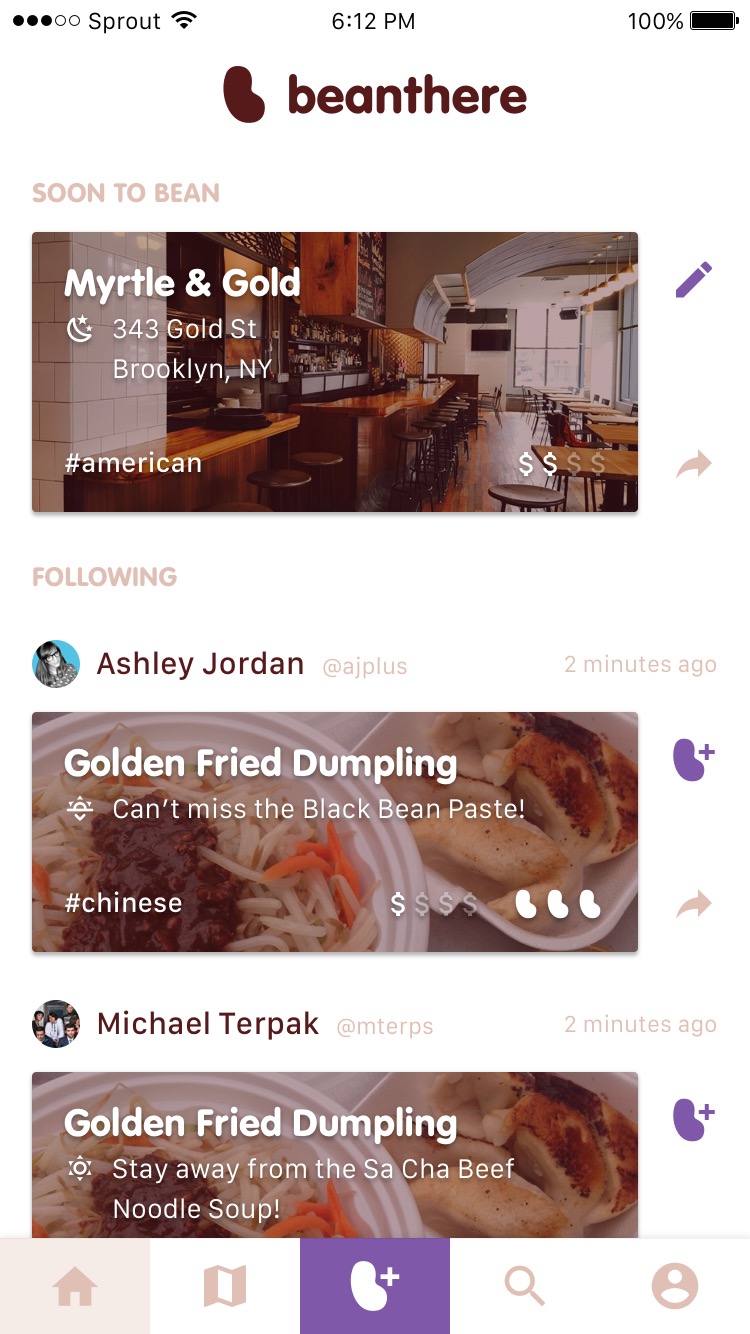 Sprout 6:12 PM 100%
beanthere
SOON TO BEAN
Myrtle & Gold
343 Gold St
Brooklyn, NY
#american $$$$
FOLLOWING
Ashley Jordan @ajplus 2 minutes ago
Golden Fried Dumpling
Can’t miss the Black Bean Paste!
#chinese $$$$
Michael Terpak @mterps 2 minutes ago
Golden Fried Dumpling
Stay away from the Sa Cha Beef
Noodle Soup!